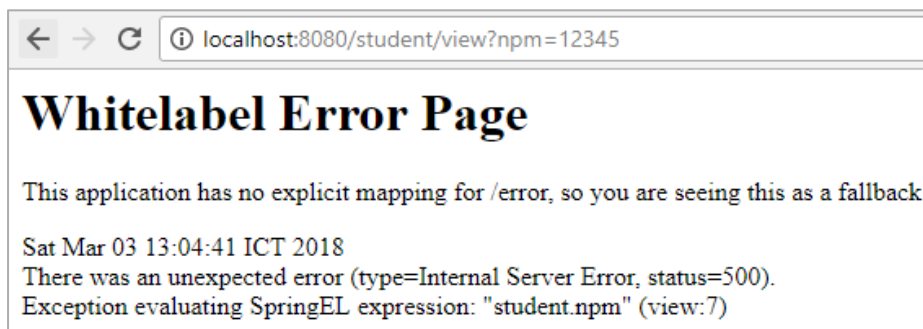 localhost:8080/student/view?npm=12345
Whitelabel Error Page
This application has no explicit mapping for /error, so you are seeing this as a fallback
Sat Mar 03 13:04:41 ICT 2018
There was an unexpected error (type=Internal Server Error, status=500).
Exception evaluating SpringEL expression: "student.npm" (view:7)